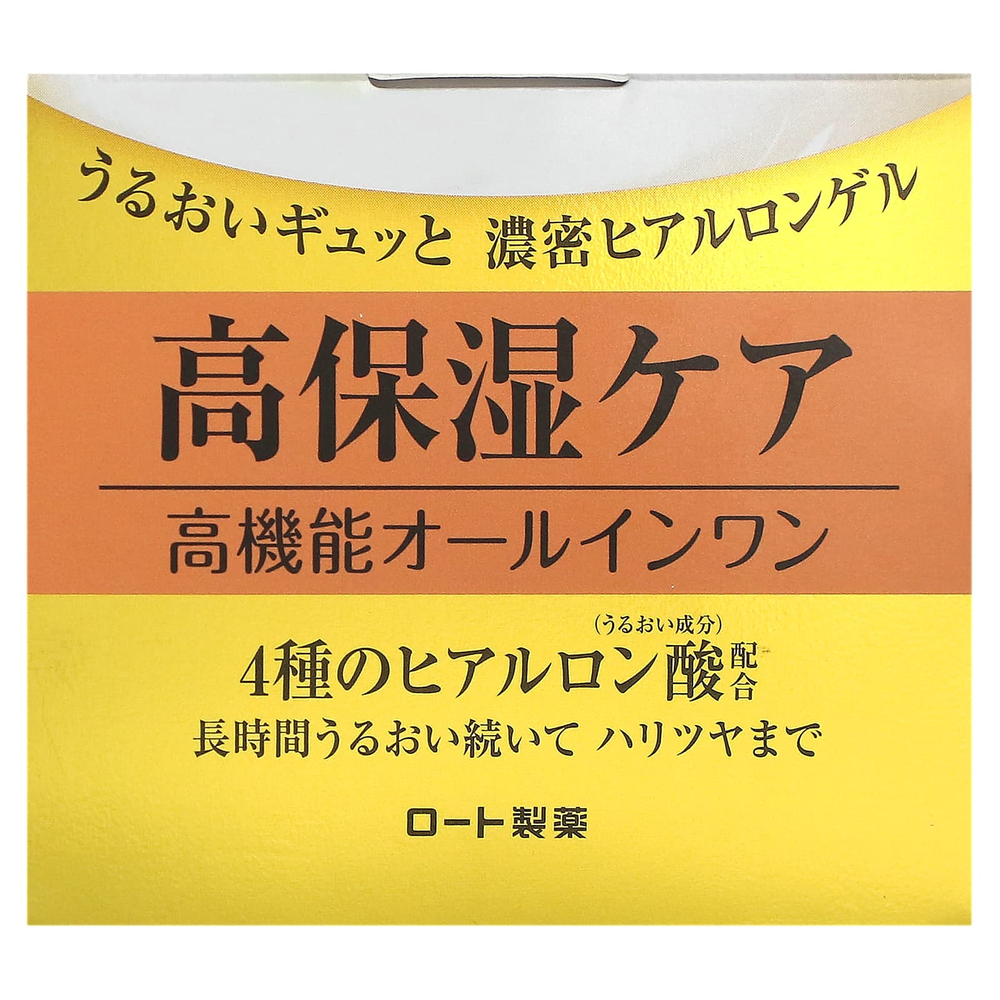 うるおいギュッと 濃密ヒアルロンゲル
高保湿ケア
高機能オールインワン
(うるおい成分)
4種のヒアルロン酸配合
長時間うるおい続いて ハリツヤまで
ロート製薬